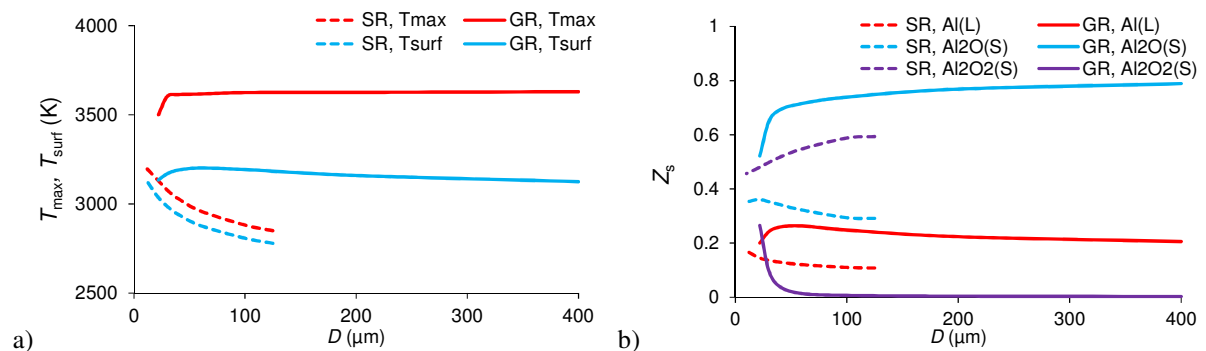 SR, Tmax
GR, Tmax
SR, Tsurf
GR, Tsurf
4000
3500
3000
2500
Tmax, Tsurf (K)
0
100
200
300
400
D (µm)
a)
SR, Al(L)
GR, Al(L)
SR, Al2O(S)
GR, Al2O(S)
SR, Al2O2(S)
GR, Al2O2(S)
1
0.8
0.6
0.4
0.2
0
Zs
0
100
200
300
400
D (µm)
b)